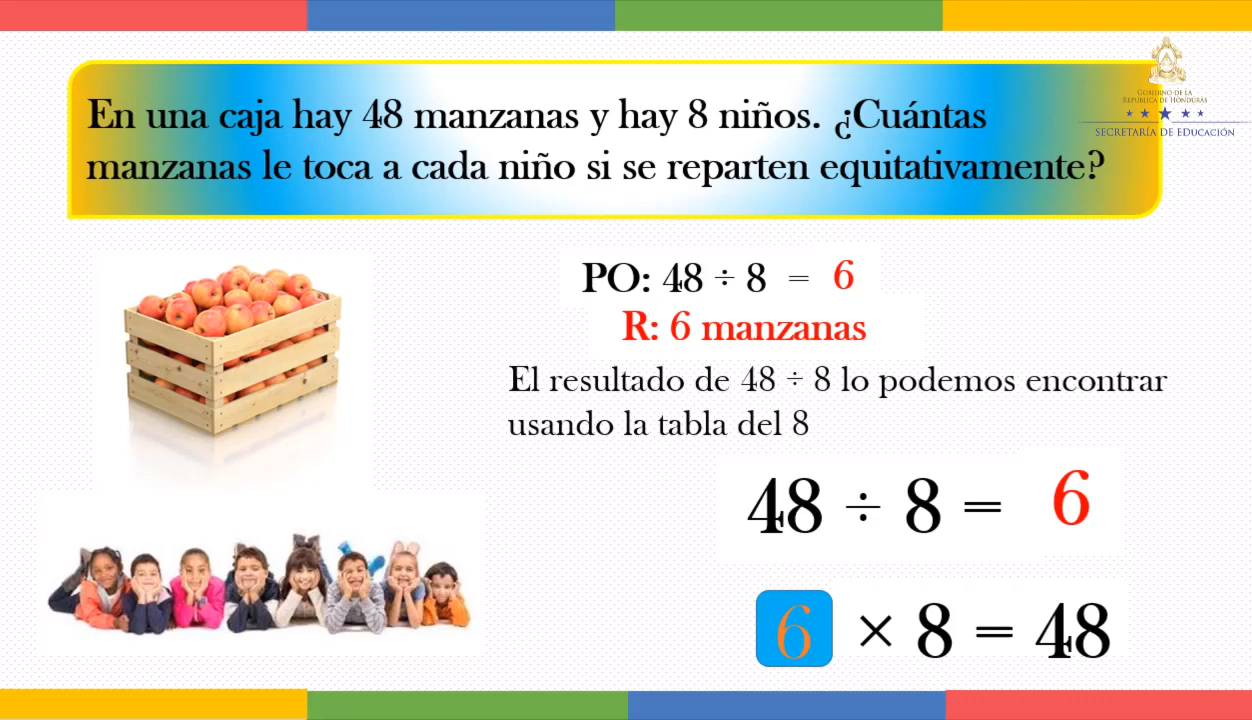 En una caja hay 48 manzanas y hay 8 niños. ¿Cuántas
manzanas le toca a cada niño si se reparten equitativamente?
GOBIERNO DE LA
REPÚBLICA DE HONDURAS
SECRETARÍA DE EDUCACIÓN
PO: 48 ÷ 8 = 6
R: 6 manzanas
El resultado de 48 ÷ 8 lo podemos encontrar
usando la tabla del 8
48 ÷ 8 = 6
6 × 8 = 48